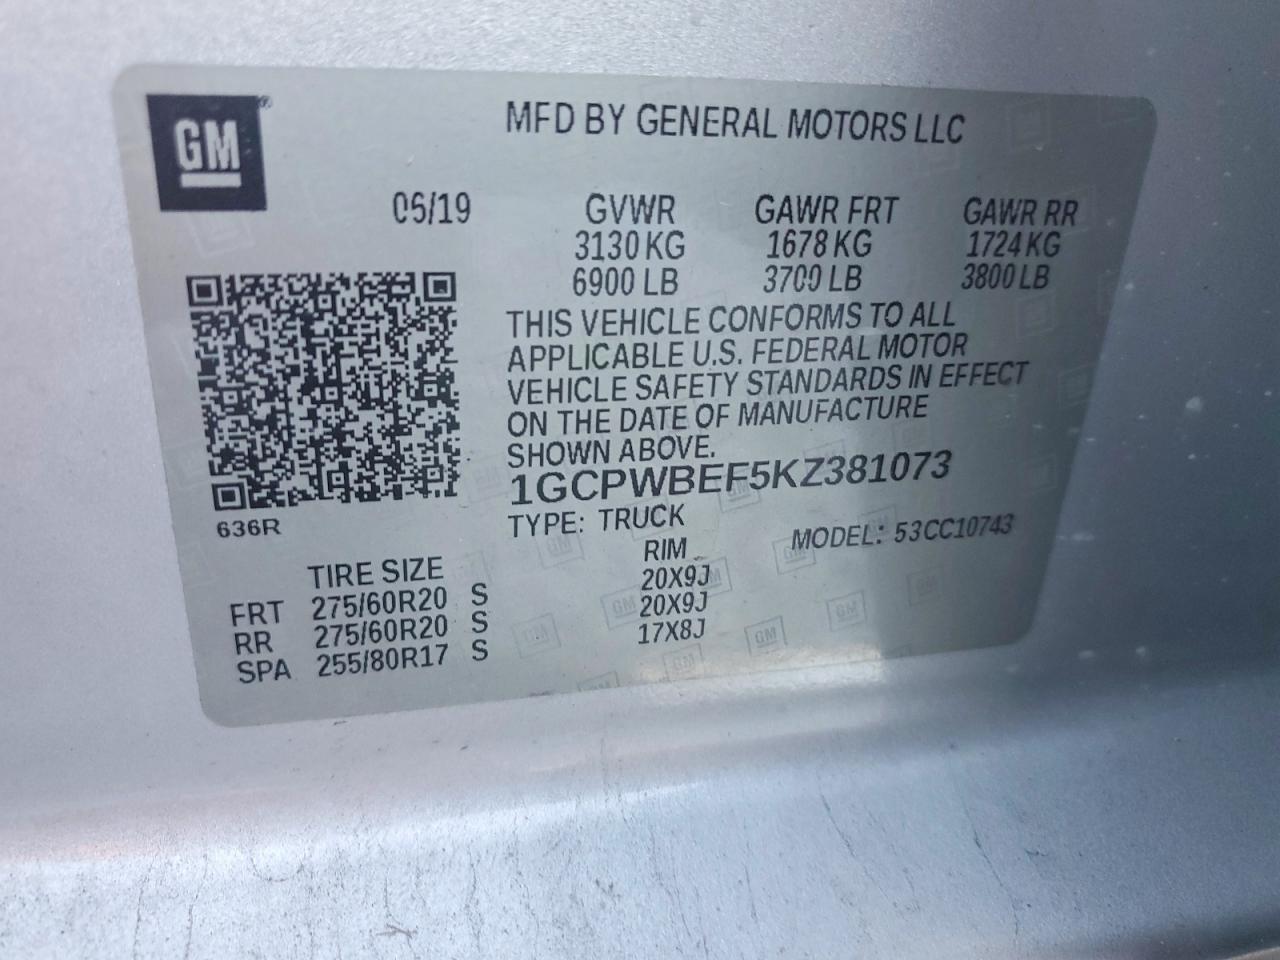 GM
MFD BY GENERAL MOTORS LLC
06/19 GVWR GAWR FRT GAWR RR
3130 KG 1678 KG 1724 KG
6900 LB 3700 LB 3800 LB
THIS VEHICLE CONFORMS TO ALL
APPLICABLE U.S. FEDERAL MOTOR
VEHICLE SAFETY STANDARDS IN EFFECT
ON THE DATE OF MANUFACTURE
SHOWN ABOVE.
1GCPWBEF5KZ381073
636R
TYPE: TRUCK MODEL: 53CC10743
TIRE SIZE RIM
FRT 275/60R20 S 20X9J
RR 275/60R20 S 20X9J
SPA 255/80R17 S 17X8J